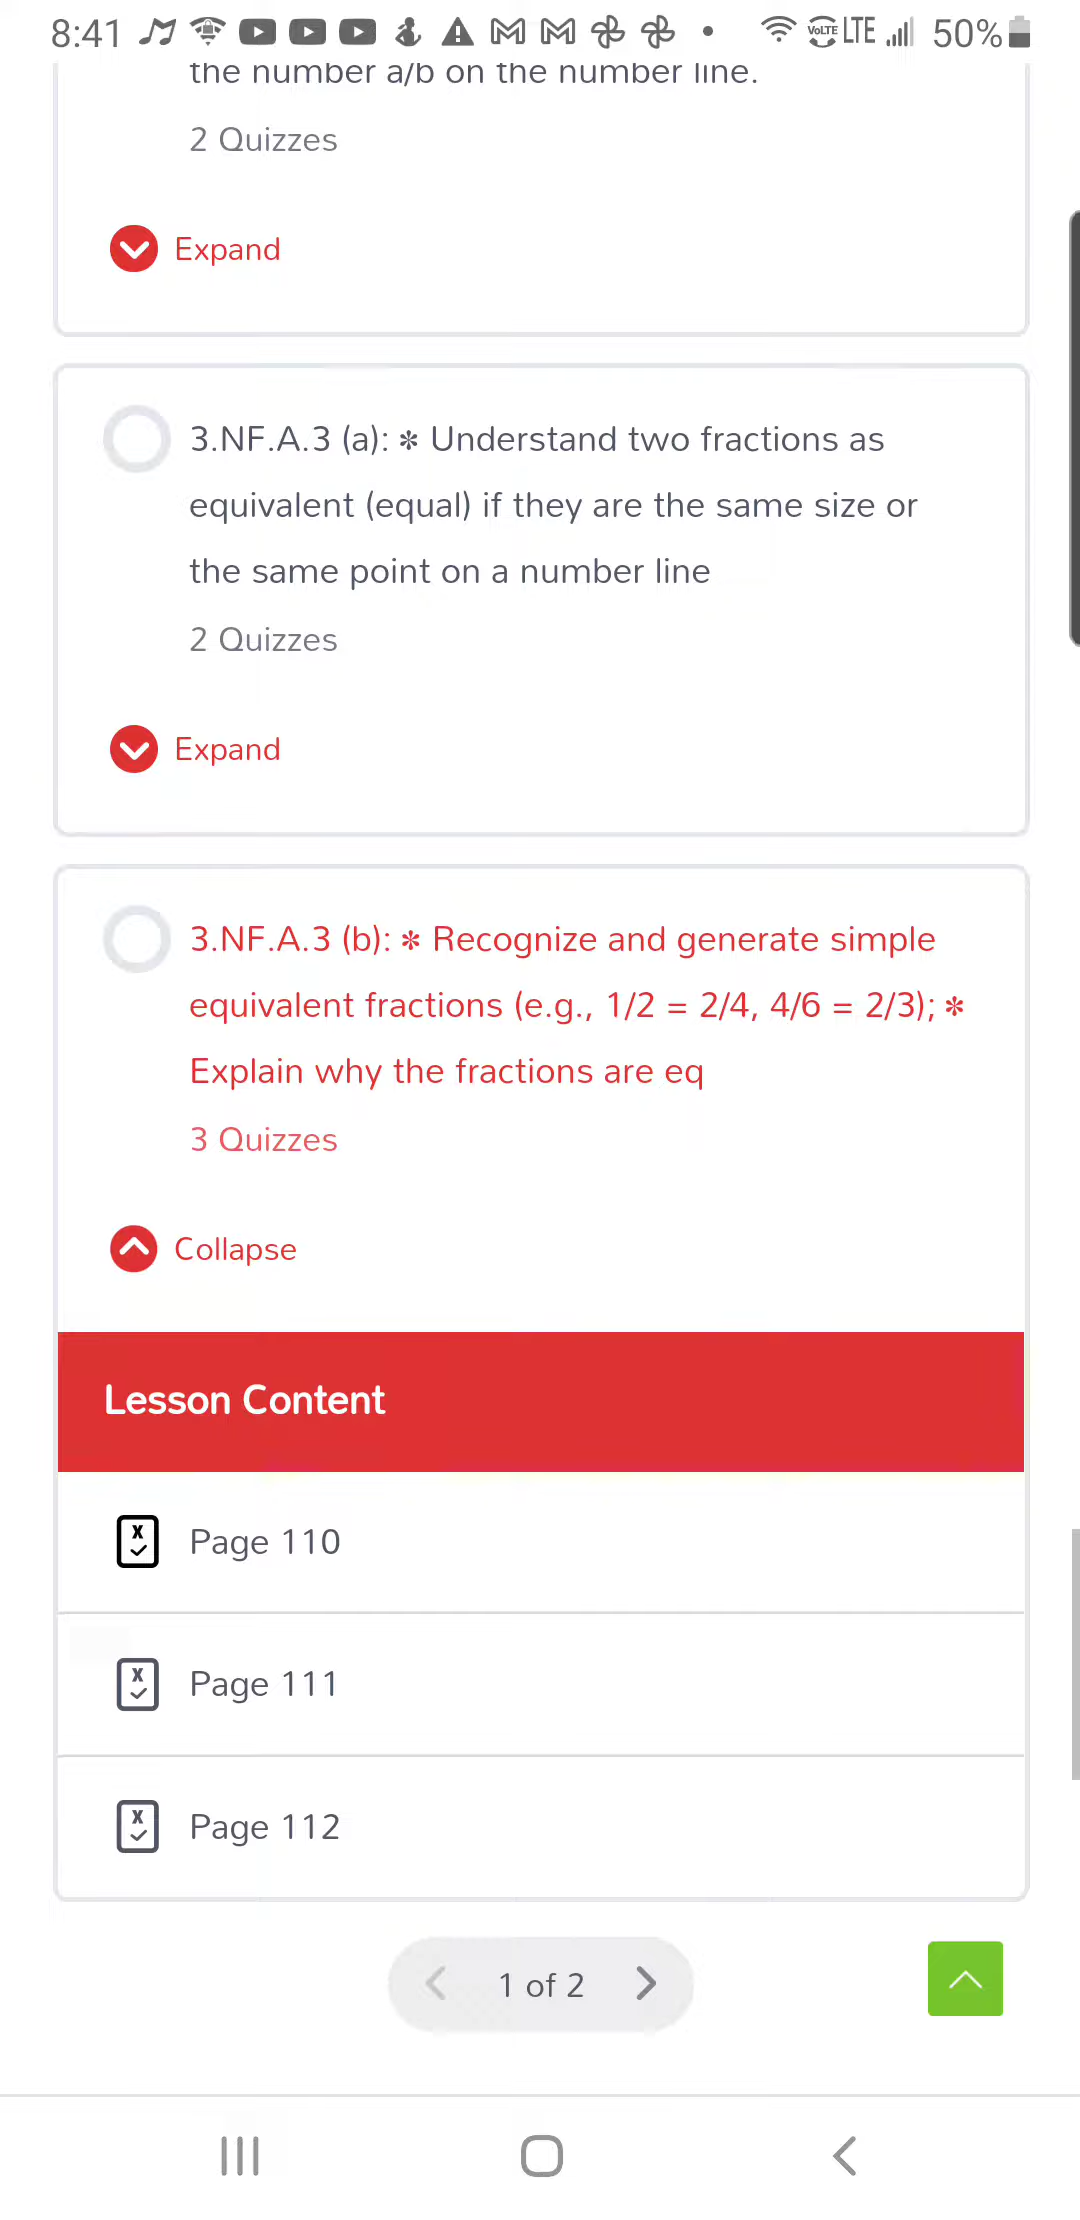 8:41 VoLTE LTE 50%
the number a/b on the number line.
2 Quizzes
Expand
3.NF.A.3 (a): ✻ Understand two fractions as
equivalent (equal) if they are the same size or
the same point on a number line
2 Quizzes
Expand
3.NF.A.3 (b): ✻ Recognize and generate simple
equivalent fractions (e.g., 1/2 = 2/4, 4/6 = 2/3); ✻
Explain why the fractions are eq
3 Quizzes
Collapse
Lesson Content
Page 110
Page 111
Page 112
1 of 2